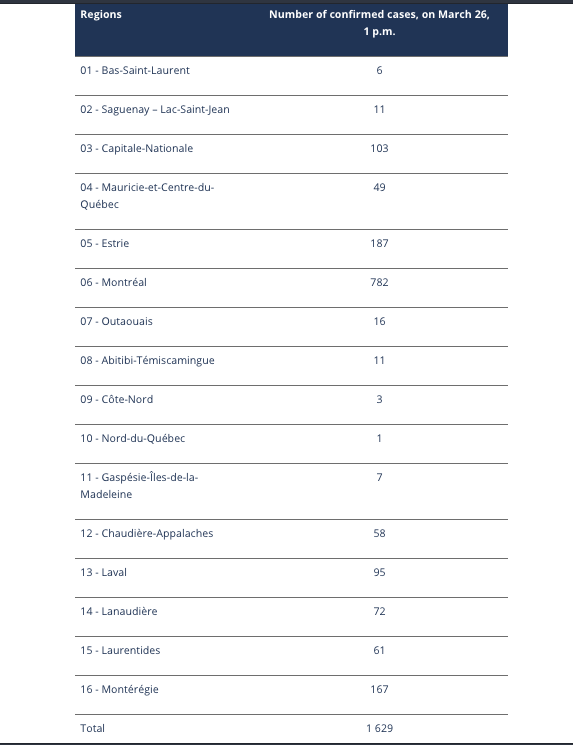 Regions Number of confirmed cases, on March 26,
1 p.m.
01 - Bas-Saint-Laurent 6
02 - Saguenay – Lac-Saint-Jean 11
03 - Capitale-Nationale 103
04 - Mauricie-et-Centre-du- 49
Québec
05 - Estrie 187
06 - Montréal 782
07 - Outaouais 16
08 - Abitibi-Témiscamingue 11
09 - Côte-Nord 3
10 - Nord-du-Québec 1
11 - Gaspésie-Îles-de-la- 7
Madeleine
12 - Chaudière-Appalaches 58
13 - Laval 95
14 - Lanaudière 72
15 - Laurentides 61
16 - Montérégie 167
Total 1 629